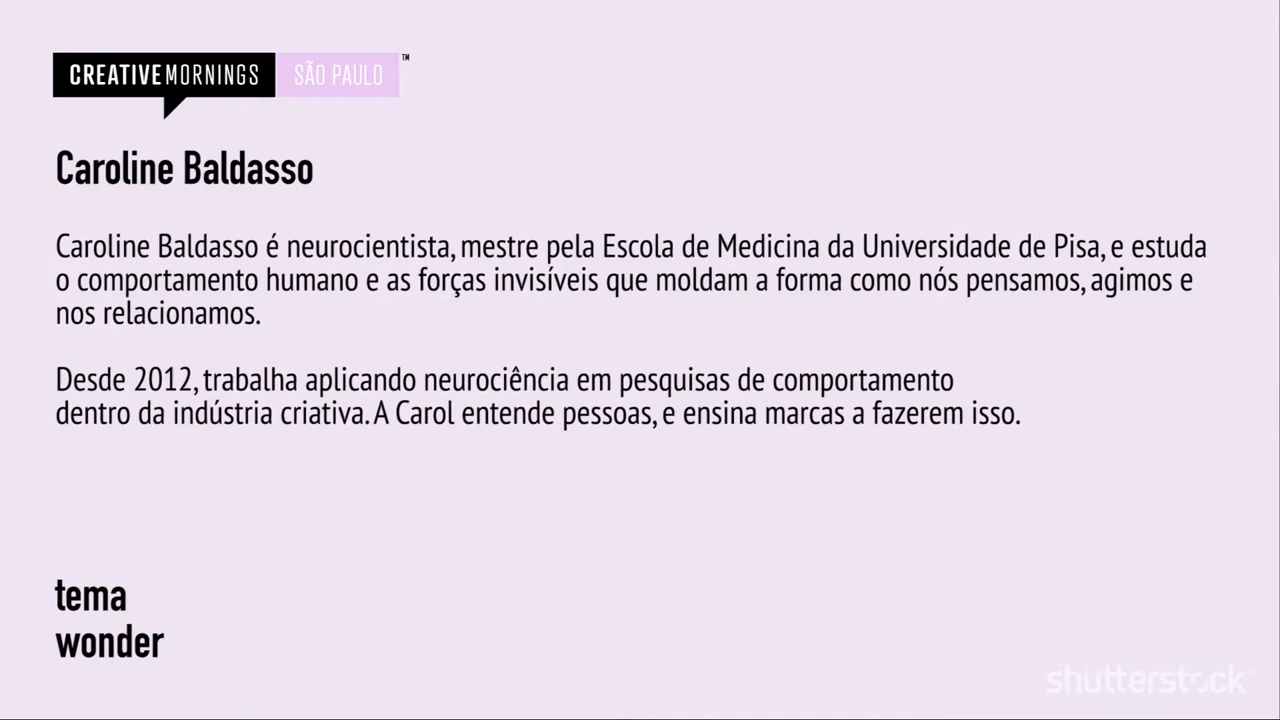 CREATIVEMORNINGS SÃO PAULO ™
Caroline Baldasso
Caroline Baldasso é neurocientista, mestre pela Escola de Medicina da Universidade de Pisa, e estuda
o comportamento humano e as forças invisíveis que moldam a forma como nós pensamos, agimos e
nos relacionamos.
Desde 2012, trabalha aplicando neurociência em pesquisas de comportamento
dentro da indústria criativa. A Carol entende pessoas, e ensina marcas a fazerem isso.
tema
wonder
shutterstock